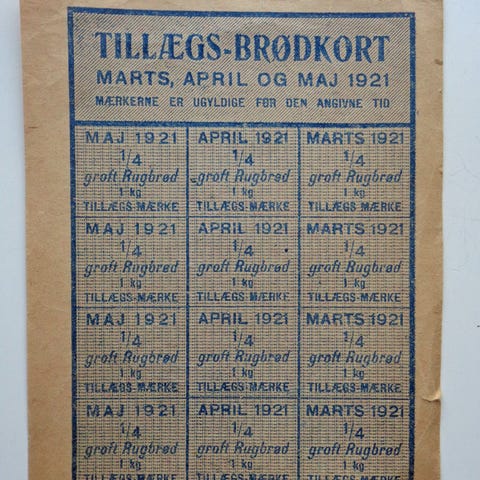 TILLÆGS-BRØDKORT
MARTS, APRIL OG MAJ 1921
MÆRKERNE ER UGYLDIGE FØR DEN ANGIVNE TID
MAJ 1921 APRIL 1921 MARTS 1921
1/4 1/4 1/4
groft Rugbrød groft Rugbrød groft Rugbrød
1 kg 1 kg 1 kg
TILLÆGS-MÆRKE TILLÆGS-MÆRKE TILLÆGS-MÆRKE
MAJ 1921 APRIL 1921 MARTS 1921
1/4 1/4 1/4
groft Rugbrød groft Rugbrød groft Rugbrød
1 kg 1 kg 1 kg
TILLÆGS-MÆRKE TILLÆGS-MÆRKE TILLÆGS-MÆRKE
MAJ 1921 APRIL 1921 MARTS 1921
1/4 1/4 1/4
groft Rugbrød groft Rugbrød groft Rugbrød
1 kg 1 kg 1 kg
TILLÆGS-MÆRKE TILLÆGS-MÆRKE TILLÆGS-MÆRKE
MAJ 1921 APRIL 1921 MARTS 1921
1/4 1/4 1/4
groft Rugbrød groft Rugbrød groft Rugbrød
1 kg 1 kg 1 kg
TILLÆGS-MÆRKE TILLÆGS-MÆRKE TILLÆGS-MÆRKE